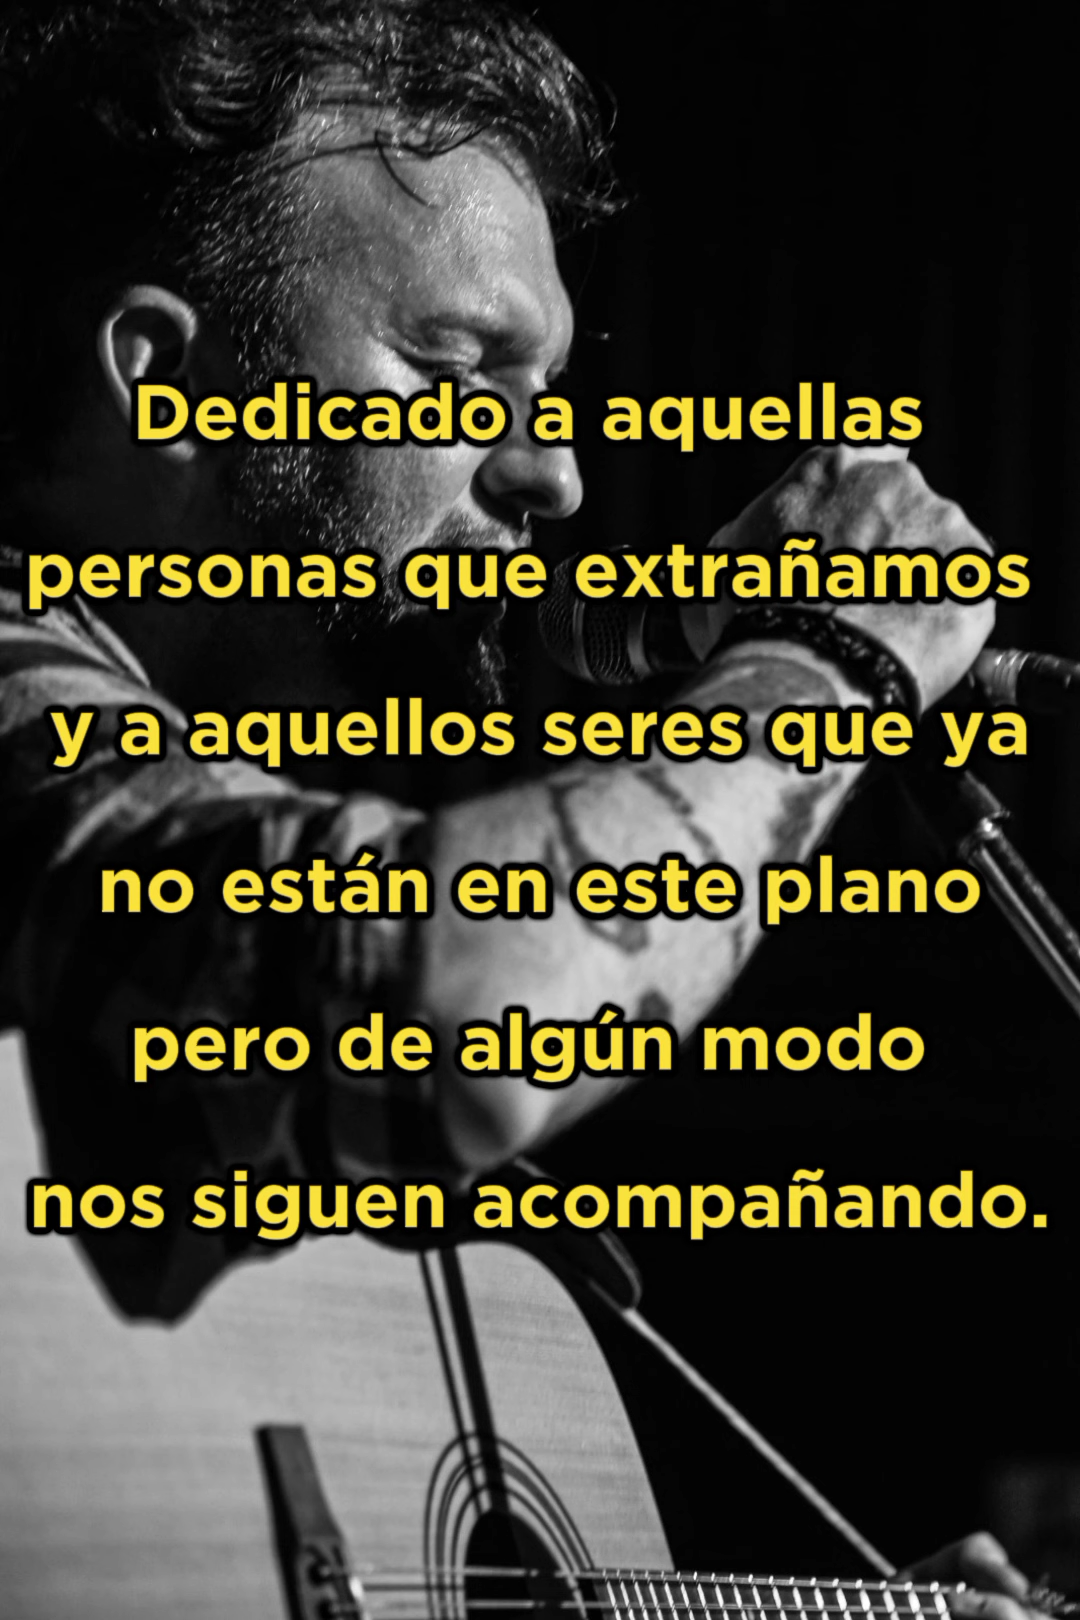 Dedicado a aquellas
personas que extrañamos
y a aquellos seres que ya
no están en este plano
pero de algún modo
nos siguen acompañando.